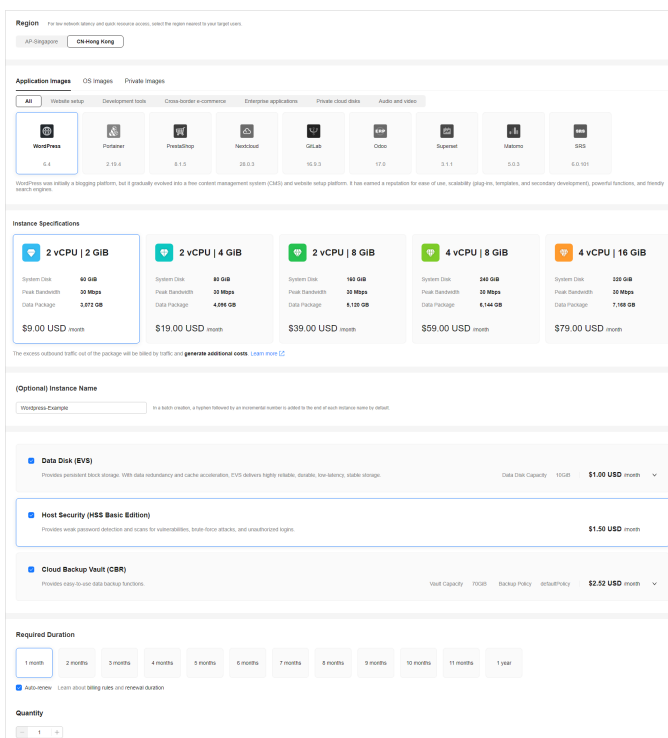 Region For low network latency and quick resource access, select the region nearest to your target users.
AP-Singapore CN-Hong Kong
Application Images OS Images Private Images
All Website setup Development tools Cross-border e-commerce Enterprise applications Private cloud disks Audio and video
WordPress Portainer PrestaShop Nextcloud GitLab Odoo Superset Matomo SRS
6.4 2.19.4 8.1.5 28.0.3 16.9.3 17.0 3.1.1 5.0.3 6.0.101
WordPress was initially a blogging platform, but it gradually evolved into a free content management system (CMS) and website setup platform. It has earned a reputation for ease of use, scalability (plug-ins, templates, and secondary development), powerful functions, and friendly
search engines.
Instance Specifications
2 vCPU | 2 GiB 2 vCPU | 4 GiB 2 vCPU | 8 GiB 4 vCPU | 8 GiB 4 vCPU | 16 GiB
System Disk 60 GiB System Disk 80 GiB System Disk 160 GiB System Disk 240 GiB System Disk 320 GiB
Peak Bandwidth 30 Mbps Peak Bandwidth 30 Mbps Peak Bandwidth 30 Mbps Peak Bandwidth 30 Mbps Peak Bandwidth 30 Mbps
Data Package 3,072 GB Data Package 4,096 GB Data Package 5,120 GB Data Package 6,144 GB Data Package 7,168 GB
$9.00 USD /month $19.00 USD /month $39.00 USD /month $59.00 USD /month $79.00 USD /month
The excess outbound traffic out of the package will be billed by traffic and generate additional costs. Learn more
(Optional) Instance Name
Wordpress-Example In a batch creation, a hyphen followed by an incremental number is added to the end of each instance name by default.
Data Disk (EVS)
Provides persistent block storage. With data redundancy and cache acceleration, EVS delivers highly reliable, durable, low-latency, stable storage. Data Disk Capacity 10GiB $1.00 USD /month
Host Security (HSS Basic Edition)
Provides weak password detection and scans for vulnerabilities, brute-force attacks, and unauthorized logins. $1.50 USD /month
Cloud Backup Vault (CBR)
Provides easy-to-use data backup functions. Vault Capacity 70GiB Backup Policy defaultPolicy $2.52 USD /month
Required Duration
1 month 2 months 3 months 4 months 5 months 6 months 7 months 8 months 9 months 10 months 11 months 1 year
Auto-renew Learn about billing rules and renewal duration
Quantity
- 1 +